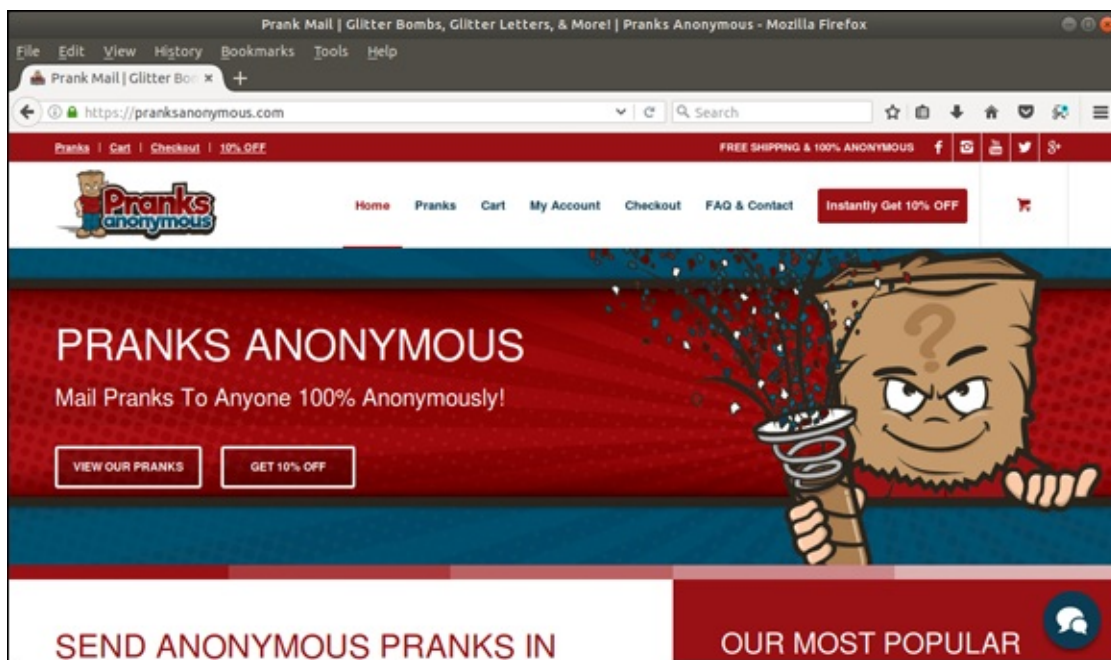 Prank Mail | Glitter Bombs, Glitter Letters, & More! | Pranks Anonymous - Mozilla Firefox
File Edit View History Bookmarks Tools Help
Prank Mail | Glitter Bon
https://pranksanonymous.com
Search
Pranks | Cart | Checkout | 10% OFF
FREE SHIPPING & 100% ANONYMOUS
Pranks
anonymous
Home Pranks Cart My Account Checkout FAQ & Contact Instantly Get 10% OFF
PRANKS ANONYMOUS
Mail Pranks To Anyone 100% Anonymously!
VIEW OUR PRANKS GET 10% OFF
?
SEND ANONYMOUS PRANKS IN
OUR MOST POPULAR